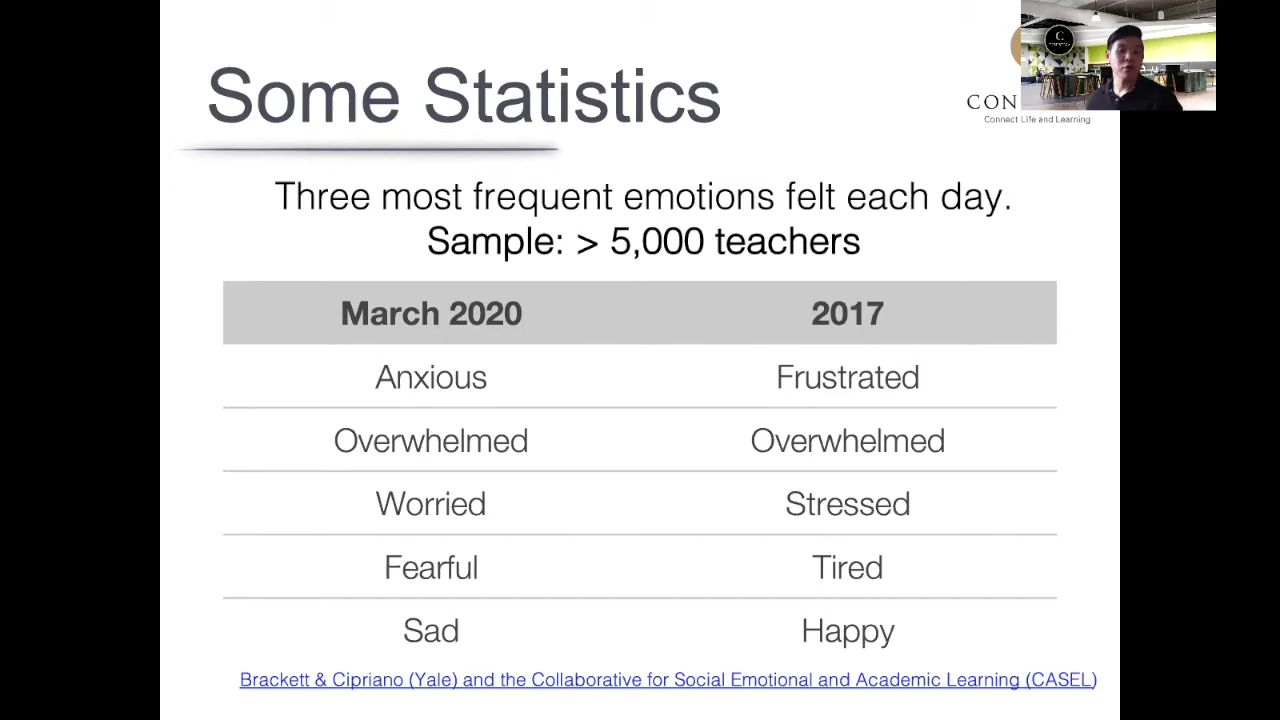 Some Statistics
CON
Connect Life and Learning
C
Three most frequent emotions felt each day.
Sample: > 5,000 teachers
March 2020 2017
Anxious Frustrated
Overwhelmed Overwhelmed
Worried Stressed
Fearful Tired
Sad Happy
Brackett & Cipriano (Yale) and the Collaborative for Social Emotional and Academic Learning (CASEL)